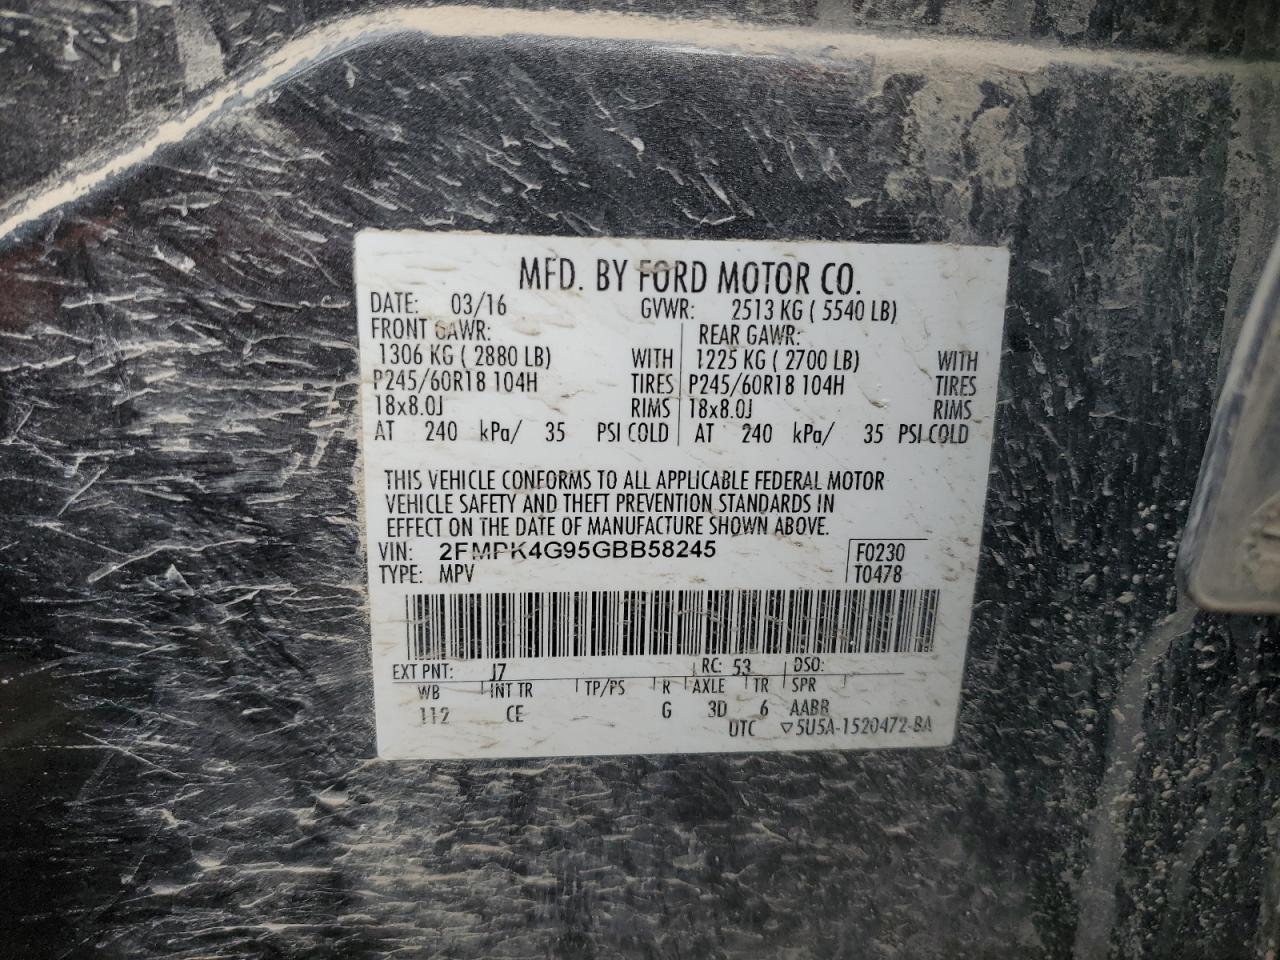 MFD. BY FORD MOTOR CO.
DATE: 03/16 GVWR: 2513 KG ( 5540 LB)
FRONT GAWR: REAR GAWR:
1306 KG ( 2880 LB) WITH 1225 KG ( 2700 LB) WITH
P245/60R18 104H TIRES P245/60R18 104H TIRES
18x8.0J RIMS 18x8.0J RIMS
AT 240 kPa/ 35 PSI COLD AT 240 kPa/ 35 PSI COLD
THIS VEHICLE CONFORMS TO ALL APPLICABLE FEDERAL MOTOR
VEHICLE SAFETY AND THEFT PREVENTION STANDARDS IN
EFFECT ON THE DATE OF MANUFACTURE SHOWN ABOVE.
VIN: 2FMPK4G95GBB58245 F0230
TYPE: MPV T0478
EXT PNT: J7 RC: 53 DSO:
WB INT TR TP/PS R AXLE TR SPR
112 CE G 3D 6 AABR
UTC ▽5U5A-1520472-BA